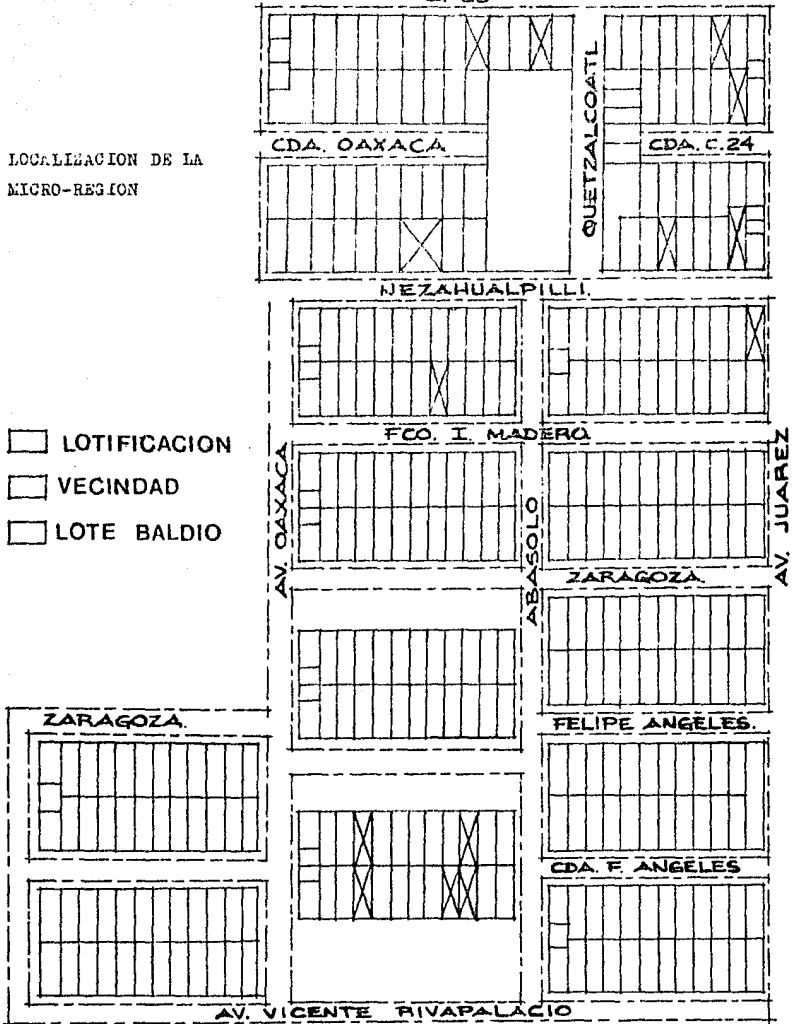 LOCALIZACION DE LA
MICRO-REGION
CDA. OAXACA
QUETZALCOATL
CDA. C.24
NEZAHUALPILLI.
LOTIFICACION
VECINDAD
LOTE BALDIO
FCO. I. MADERO
AV. OAXACA
ABASOLO
AV. JUAREZ
ZARAGOZA.
ZARAGOZA.
FELIPE ANGELES.
CDA. F. ANGELES
AV. VICENTE RIVAPALACIO